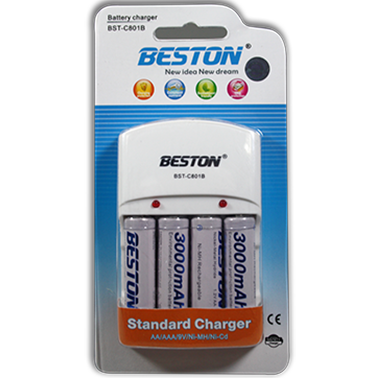 Battery charger
BST-C801B
BESTON®
New idea New dream
BESTON®
BST-C801B
BESTON
3000mAh
Ni-MH Rechargeable
3000mAh
Standard Charger
AA/AAA/9V/Ni-MH/Ni-Cd
CE